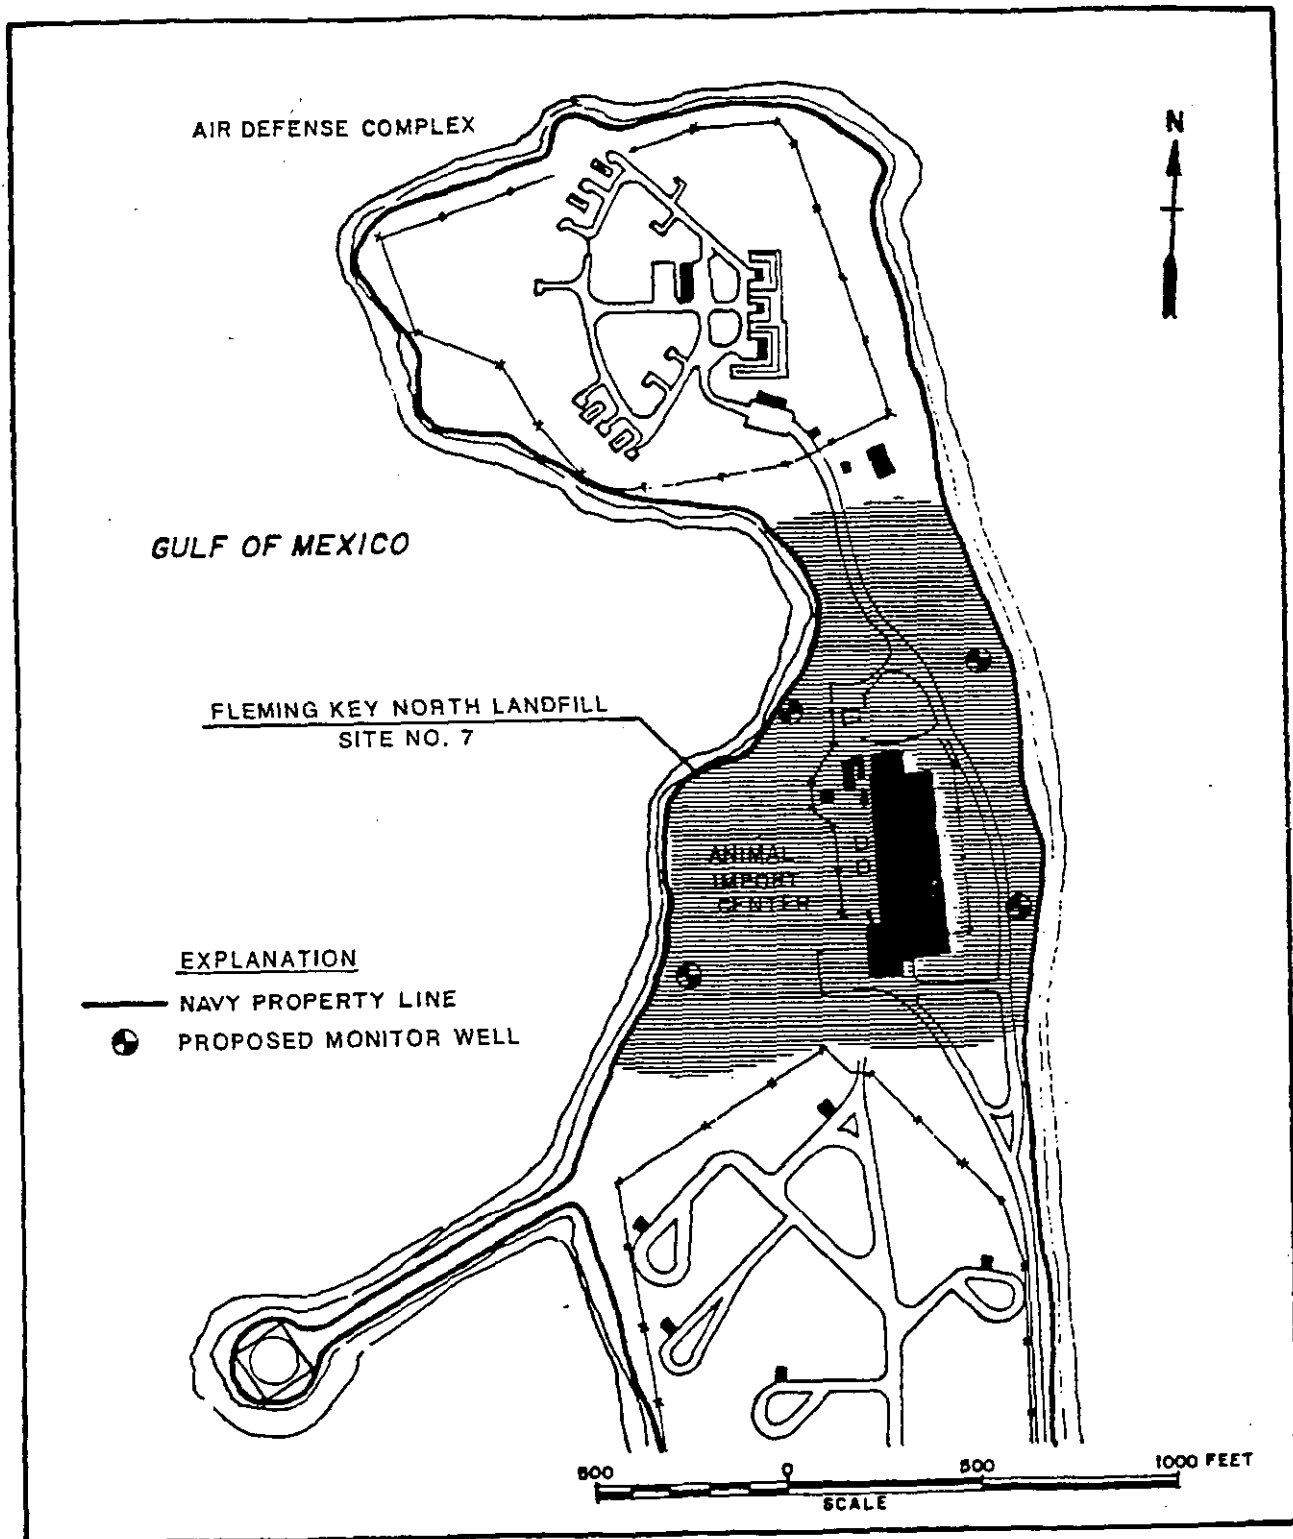 AIR DEFENSE COMPLEX
N
GULF OF MEXICO
FLEMING KEY NORTH LANDFILL
SITE NO. 7
ANIMAL
IMPORT
CENTER
EXPLANATION
NAVY PROPERTY LINE
PROPOSED MONITOR WELL
500 0 500 1000 FEET
SCALE